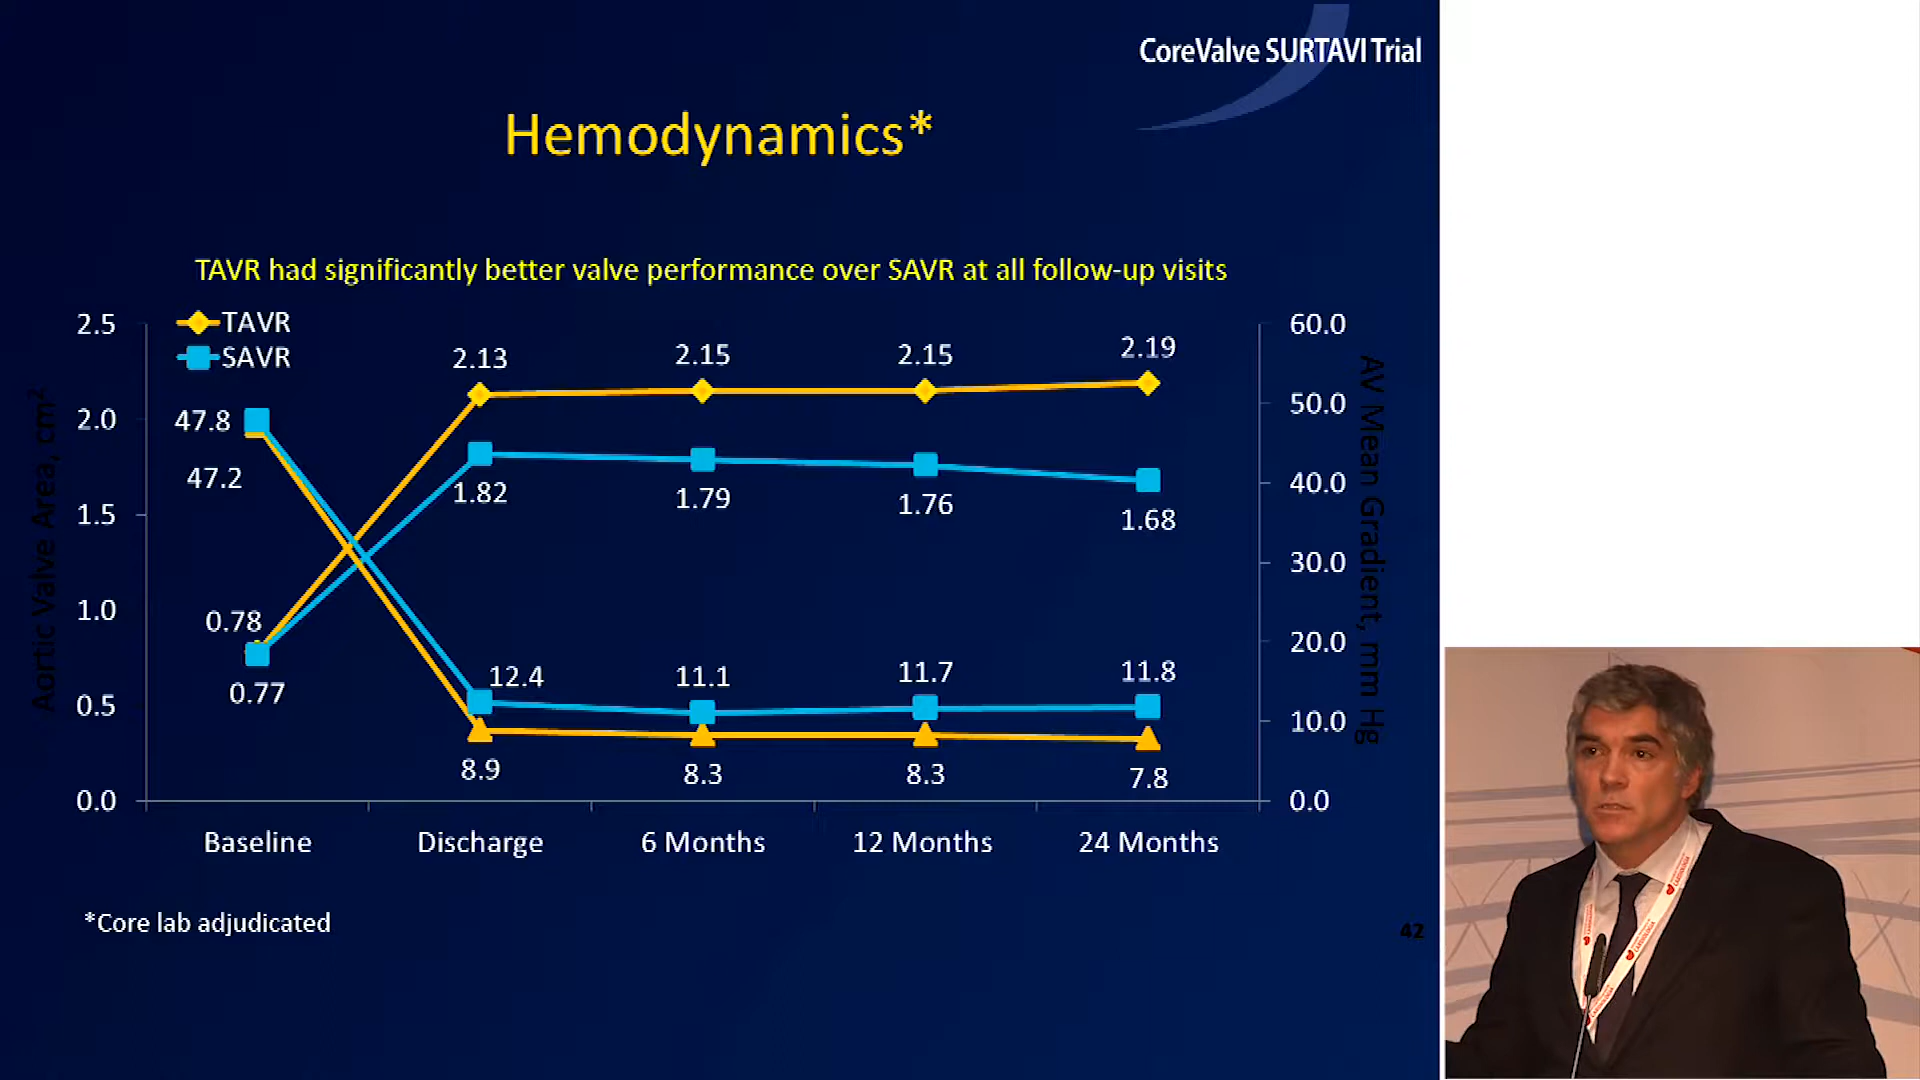 CoreValve SURTAVI Trial
Hemodynamics*
TAVR had significantly better valve performance over SAVR at all follow-up visits
TAVR
SAVR
Aortic Valve Area, cm²
2.5
2.0
1.5
1.0
0.5
0.0
AV Mean Gradient, mm Hg
60.0
50.0
40.0
30.0
20.0
10.0
0.0
2.13 2.15 2.15 2.19
47.8
47.2
1.82 1.79 1.76 1.68
0.78
0.77
12.4 11.1 11.7 11.8
8.9 8.3 8.3 7.8
Baseline Discharge 6 Months 12 Months 24 Months
*Core lab adjudicated
42